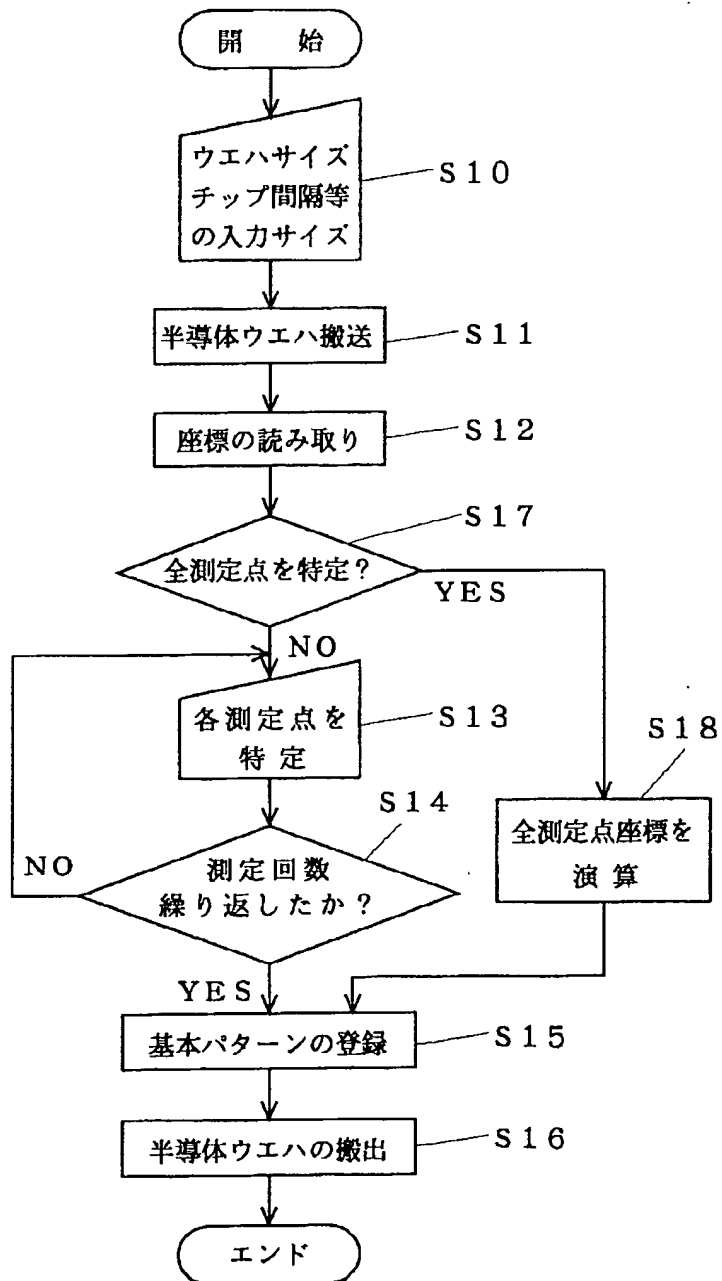 開 始
ウエハサイズ
チップ間隔等
の入力サイズ
S10
半導体ウエハ搬送
S11
座標の読み取り
S12
全測定点を特定?
S17
YES
NO
各測定点を
特定
S13
測定回数
繰り返したか?
S14
NO
YES
全測定点座標を
演算
S18
基本パターンの登録
S15
半導体ウエハの搬出
S16
エンド